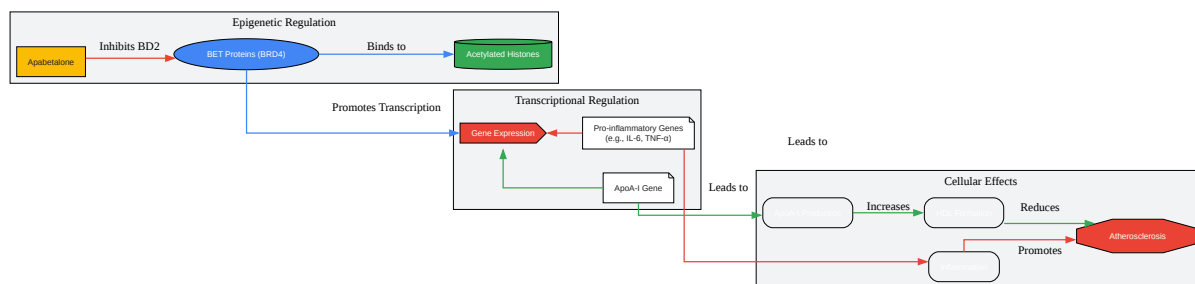 Epigenetic Regulation
Inhibits BD2
Apabetalone
BET Proteins (BRD4)
Binds to
Acetylated Histones
Promotes Transcription
Transcriptional Regulation
Gene Expression
Pro-inflammatory Genes
(e.g., IL-6, TNF-α)
ApoA-I Gene
Leads to
Leads to
Cellular Effects
Increases
Reduces
Atherosclerosis
Promotes